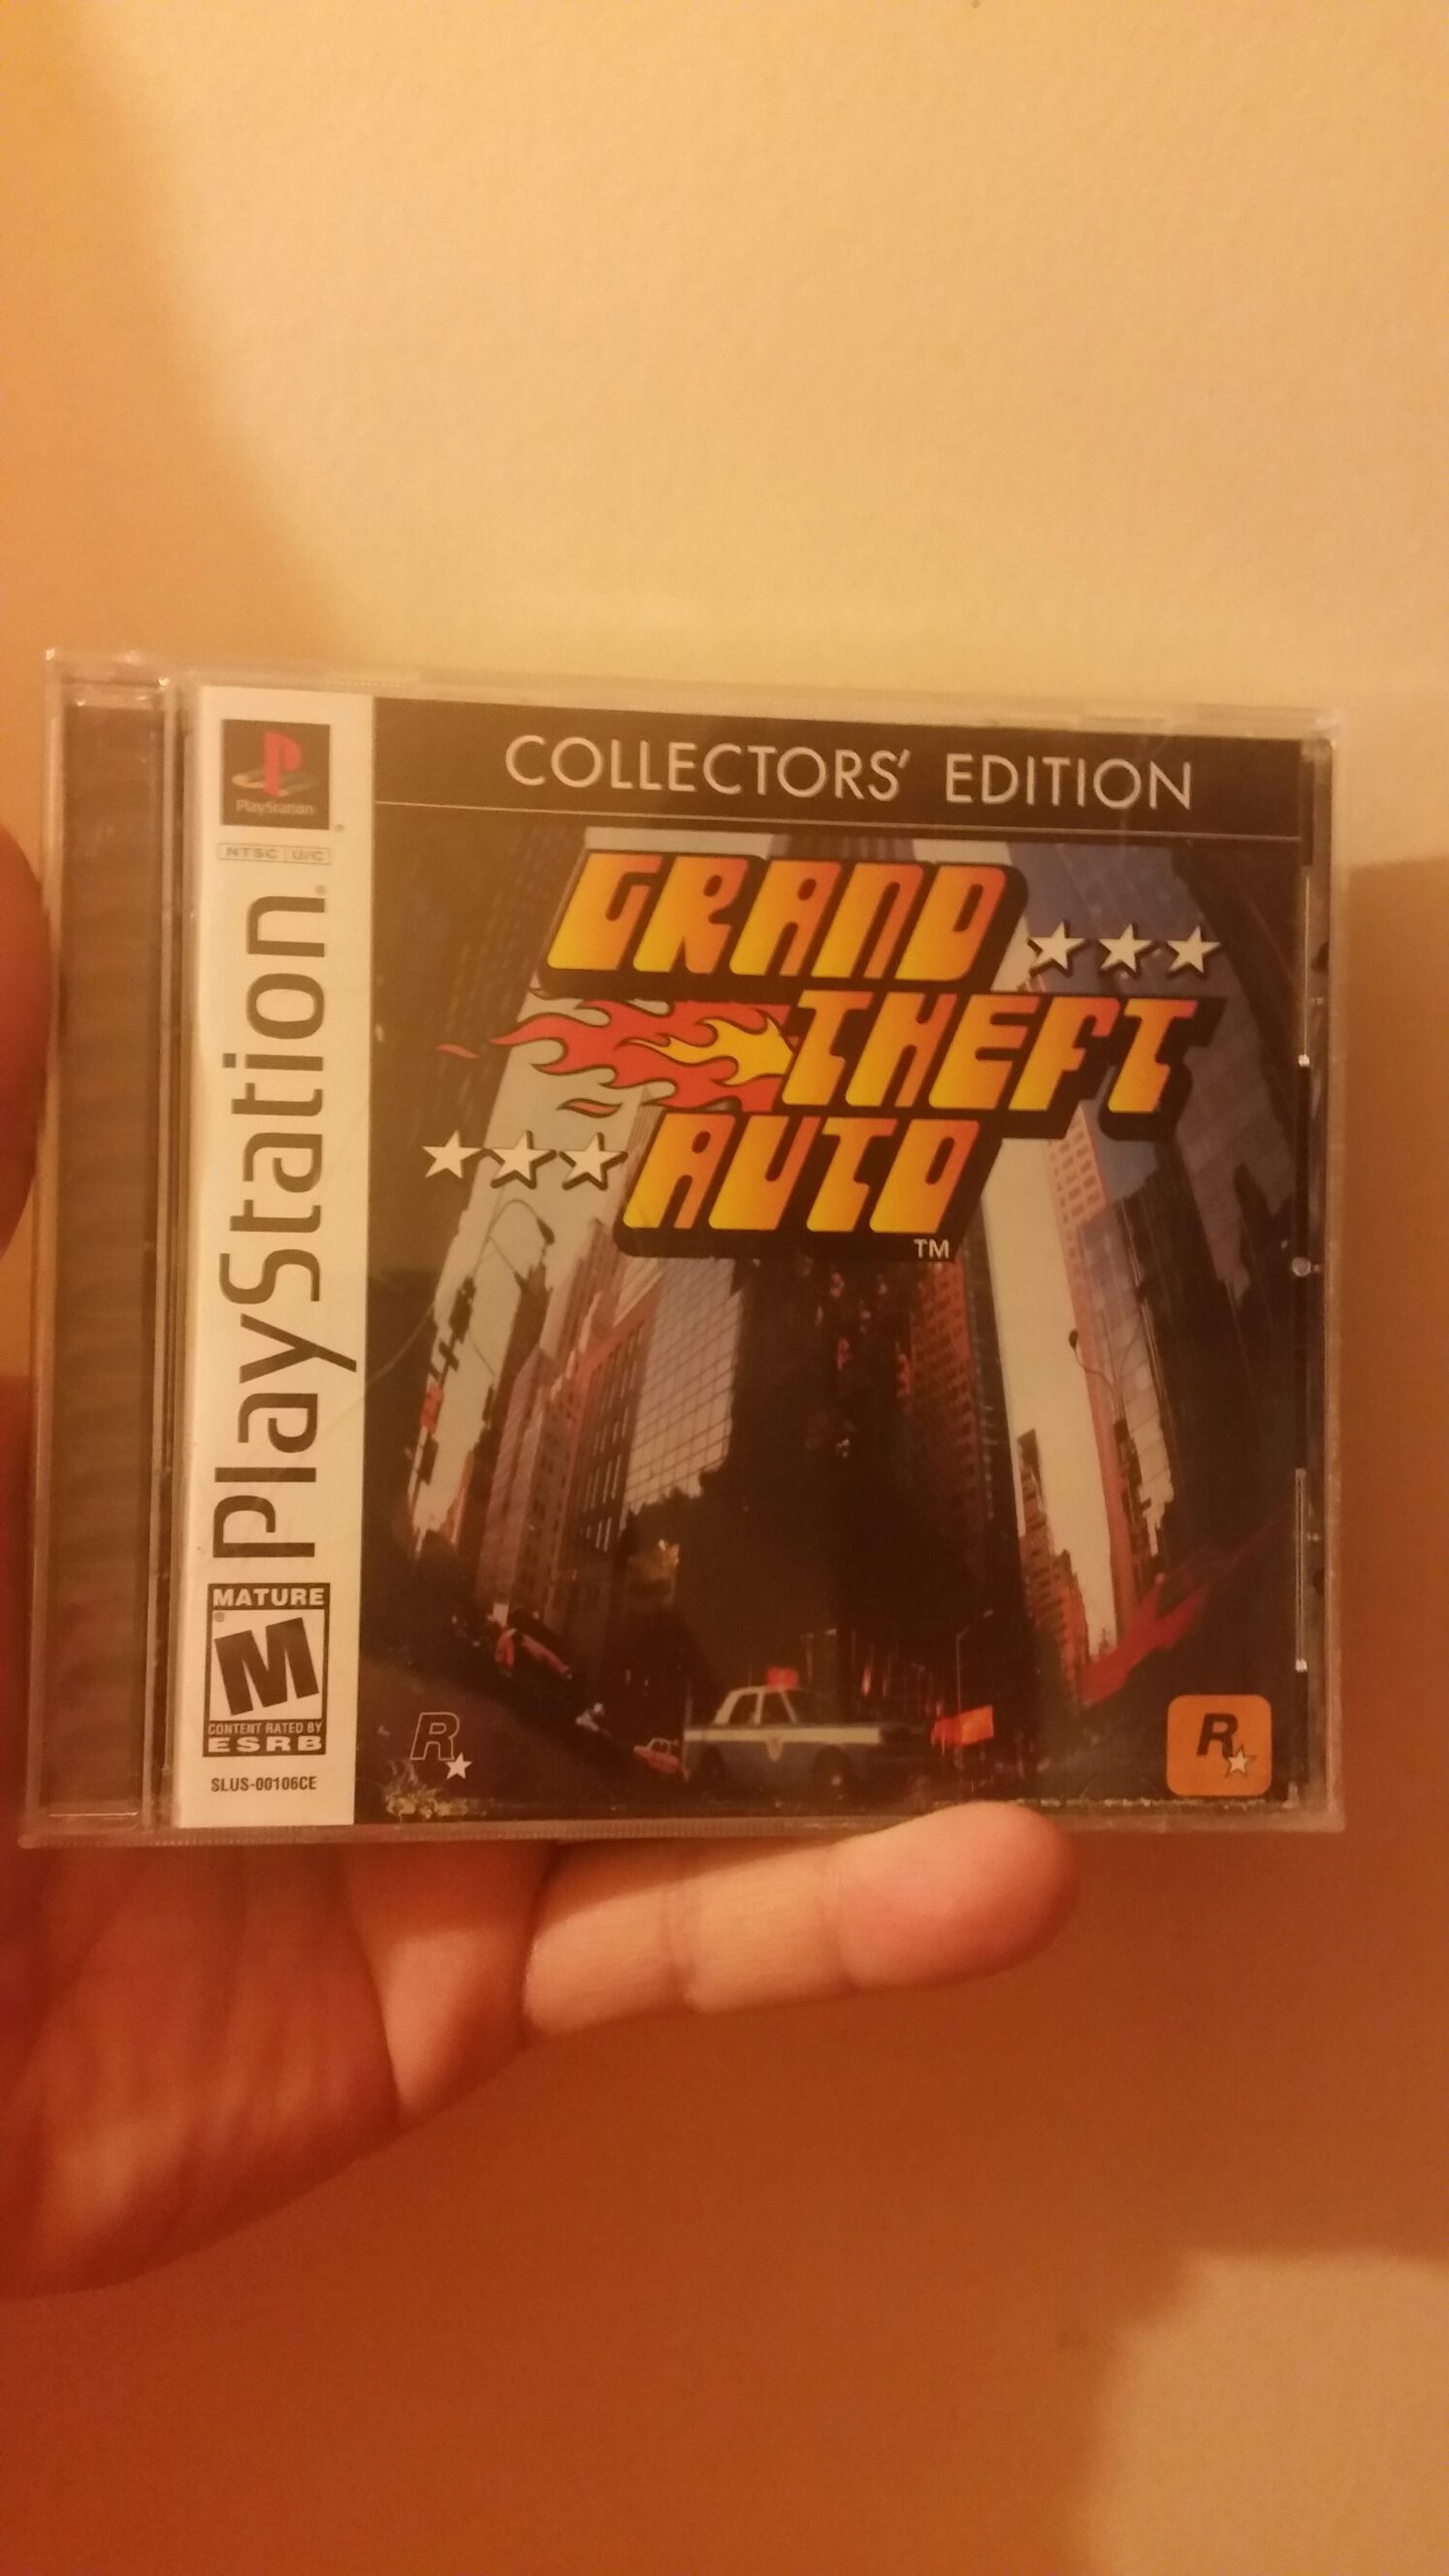 PlayStation
NTSC U/C
PlayStation®
MATURE
M
CONTENT RATED BY
ESRB
SLUS-00106CE
COLLECTORS' EDITION
GRAND
THEFT
AUTO
TM
R
R